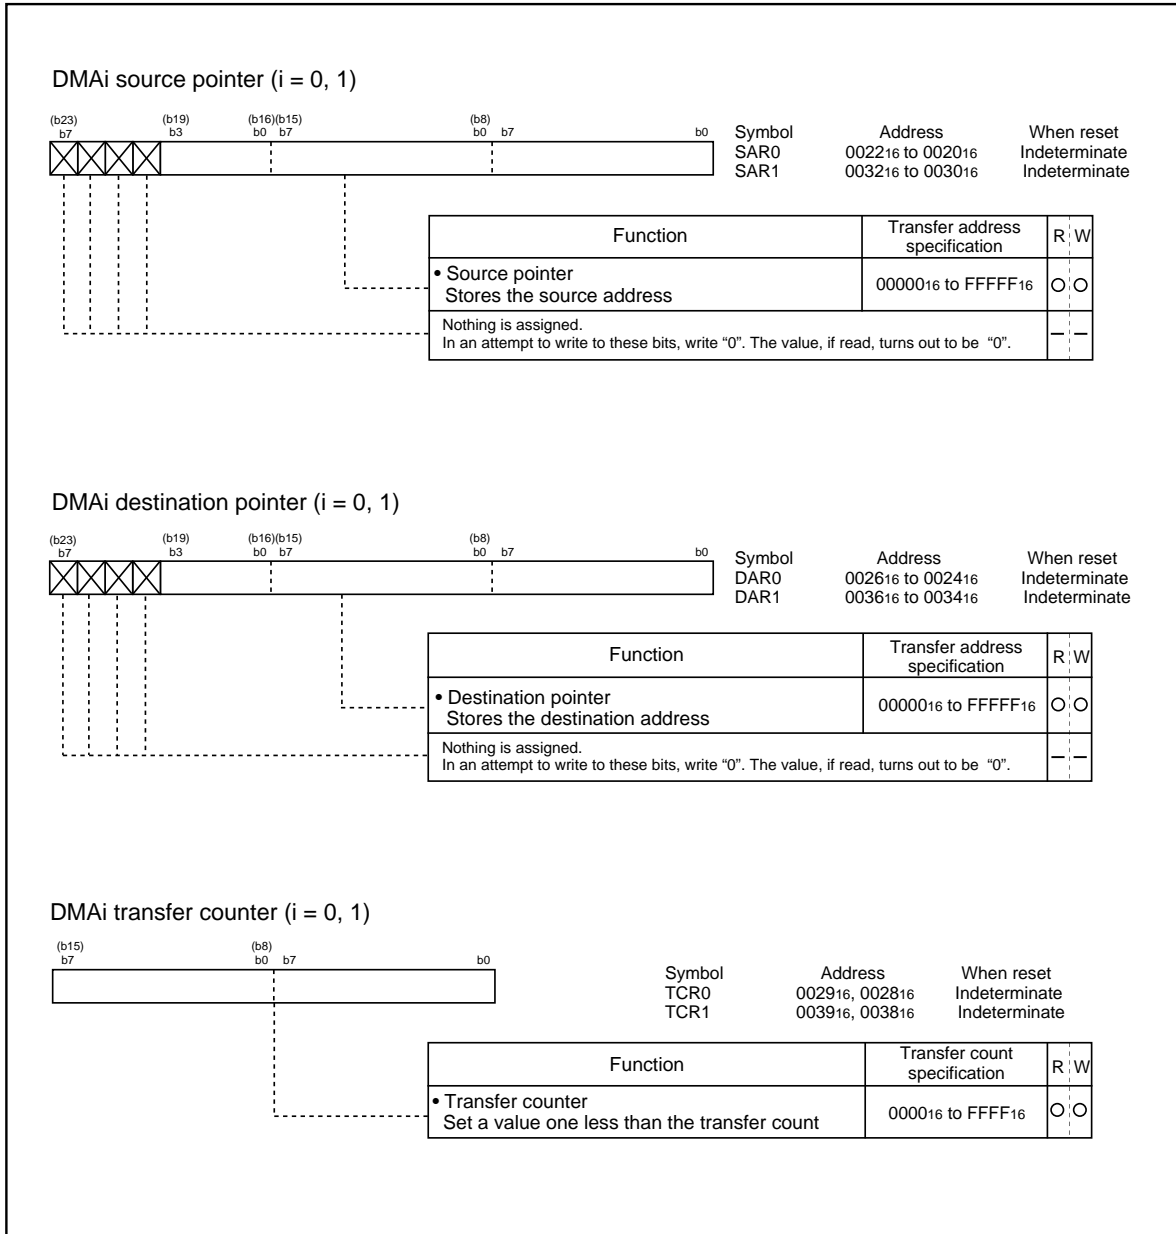 DMAi source pointer (i = 0, 1)
(b23) (b19) (b16)(b15) (b8)
b7 b3 b0 b7 b0 b7 b0
Symbol Address When reset
SAR0 002216 to 002016 Indeterminate
SAR1 003216 to 003016 Indeterminate
Function Transfer address specification R W
• Source pointer
Stores the source address
0000016 to FFFFF16
Nothing is assigned.
In an attempt to write to these bits, write “0”. The value, if read, turns out to be “0”.
DMAi destination pointer (i = 0, 1)
(b23) (b19) (b16)(b15) (b8)
b7 b3 b0 b7 b0 b7 b0
Symbol Address When reset
DAR0 002616 to 002416 Indeterminate
DAR1 003616 to 003416 Indeterminate
Function Transfer address specification R W
• Destination pointer
Stores the destination address
0000016 to FFFFF16
Nothing is assigned.
In an attempt to write to these bits, write “0”. The value, if read, turns out to be “0”.
DMAi transfer counter (i = 0, 1)
(b15) (b8)
b7 b0 b7 b0
Symbol Address When reset
TCR0 002916, 002816 Indeterminate
TCR1 003916, 003816 Indeterminate
Function Transfer count specification R W
• Transfer counter
Set a value one less than the transfer count
000016 to FFFF16